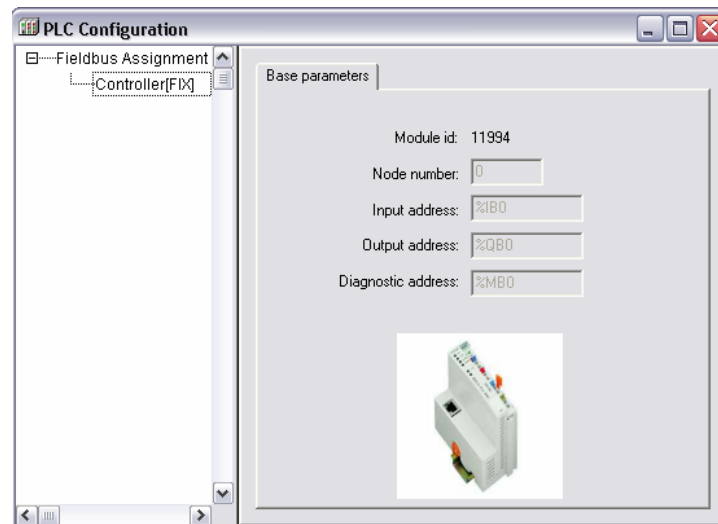 PLC Configuration
Fieldbus Assignment
Controller[FIX]
Base parameters
Module id: 11994
Node number: 0
Input address: %IB0
Output address: %QB0
Diagnostic address: %MB0